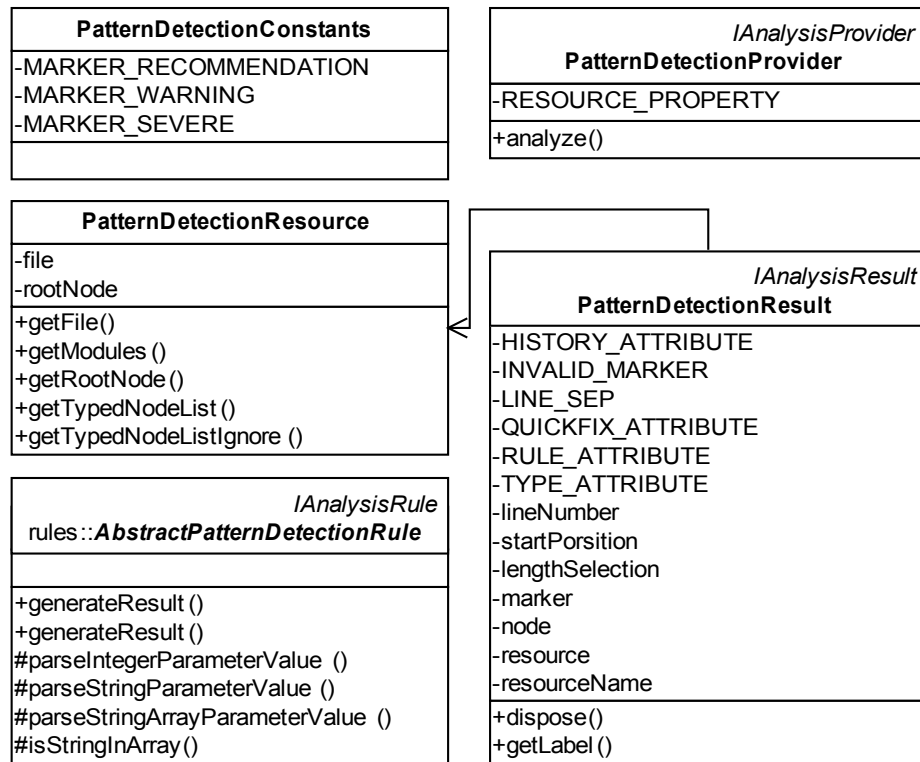 PatternDetectionConstants
-MARKER_RECOMMENDATION
-MARKER_WARNING
-MARKER_SEVERE
IAnalysisProvider
PatternDetectionProvider
-RESOURCE_PROPERTY
+analyze()
PatternDetectionResource
-file
-rootNode
+getFile()
+getModules()
+getRootNode()
+getTypedNodeList()
+getTypedNodeListIgnore()
IAnalysisResult
PatternDetectionResult
-HISTORY_ATTRIBUTE
-INVALID_MARKER
-LINE_SEP
-QUICKFIX_ATTRIBUTE
-RULE_ATTRIBUTE
-TYPE_ATTRIBUTE
-lineNumber
-startPorsition
-lengthSelection
-marker
-node
-resource
-resourceName
+dispose()
+getLabel()
IAnalysisRule
rules::AbstractPatternDetectionRule
+generateResult()
+generateResult()
#parseIntegerParameterValue ()
#parseStringParameterValue ()
#parseStringArrayParameterValue ()
#isStringInArray()